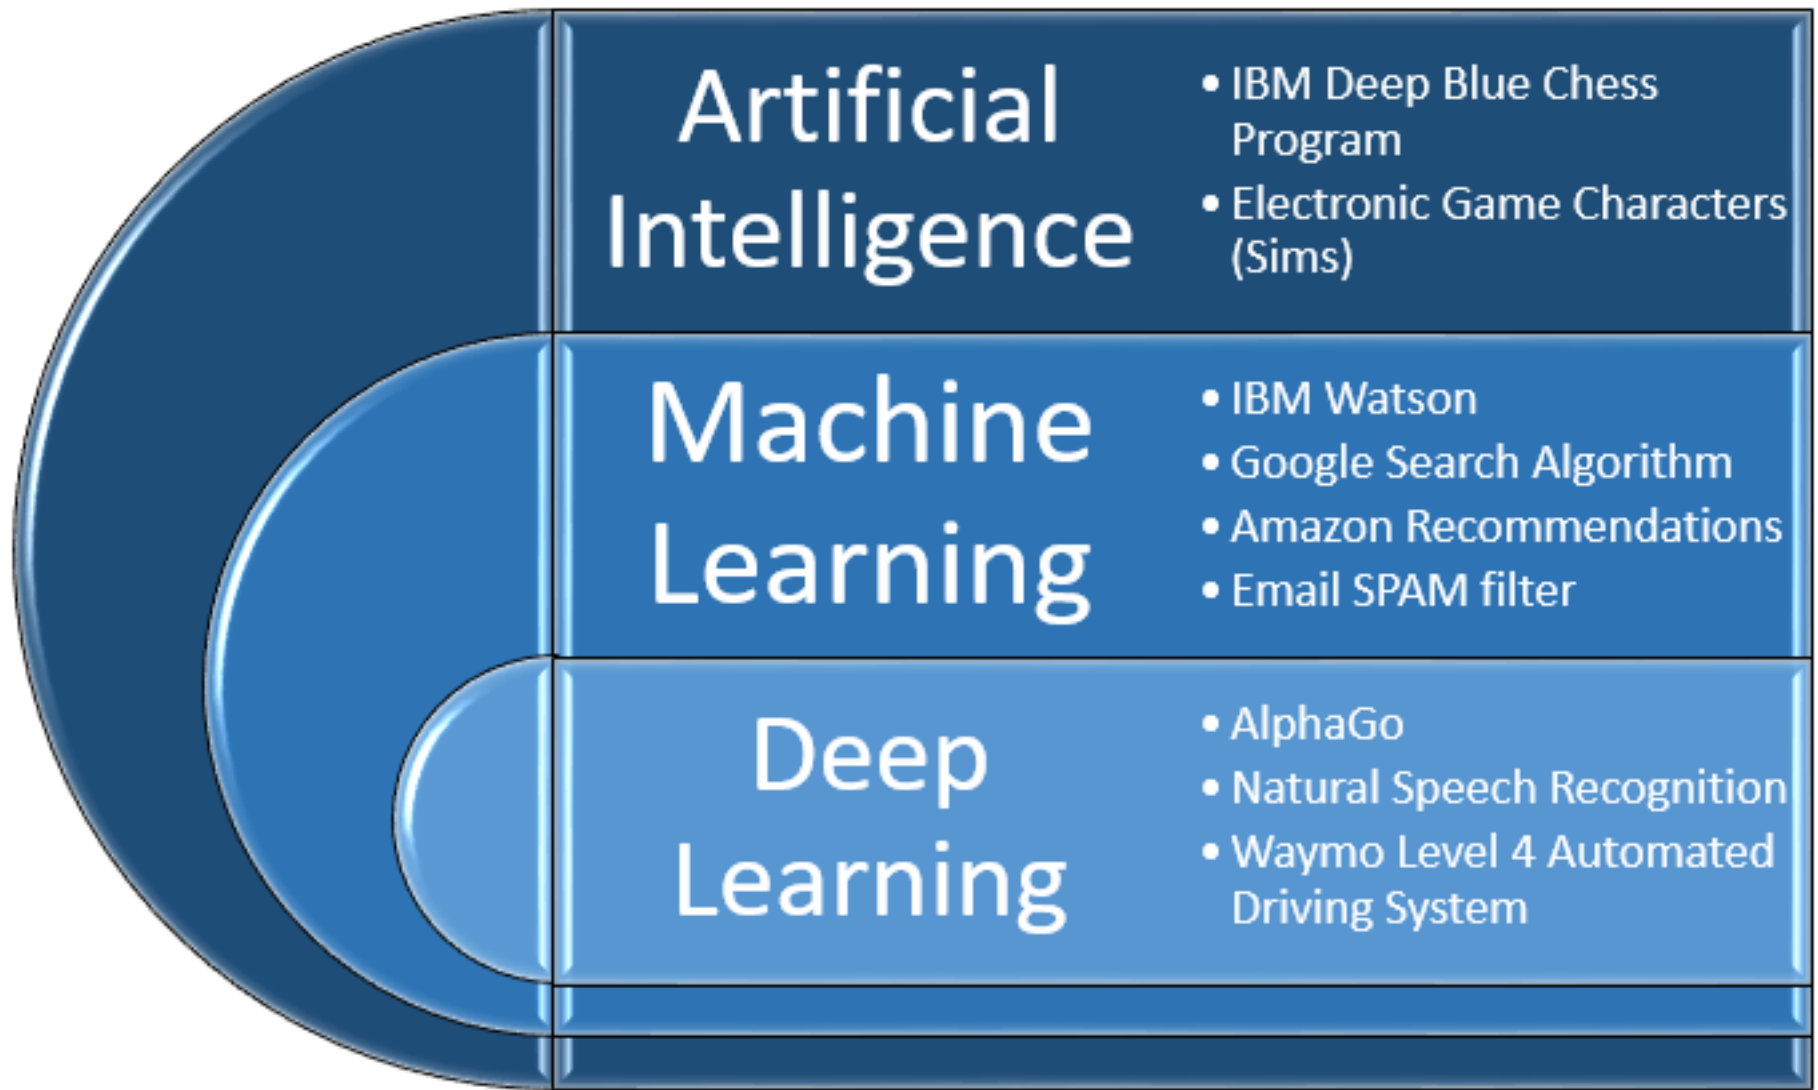 Artificial
Intelligence
• IBM Deep Blue Chess
Program
• Electronic Game Characters
(Sims)
Machine
Learning
• IBM Watson
• Google Search Algorithm
• Amazon Recommendations
• Email SPAM filter
Deep
Learning
• AlphaGo
• Natural Speech Recognition
• Waymo Level 4 Automated
Driving System